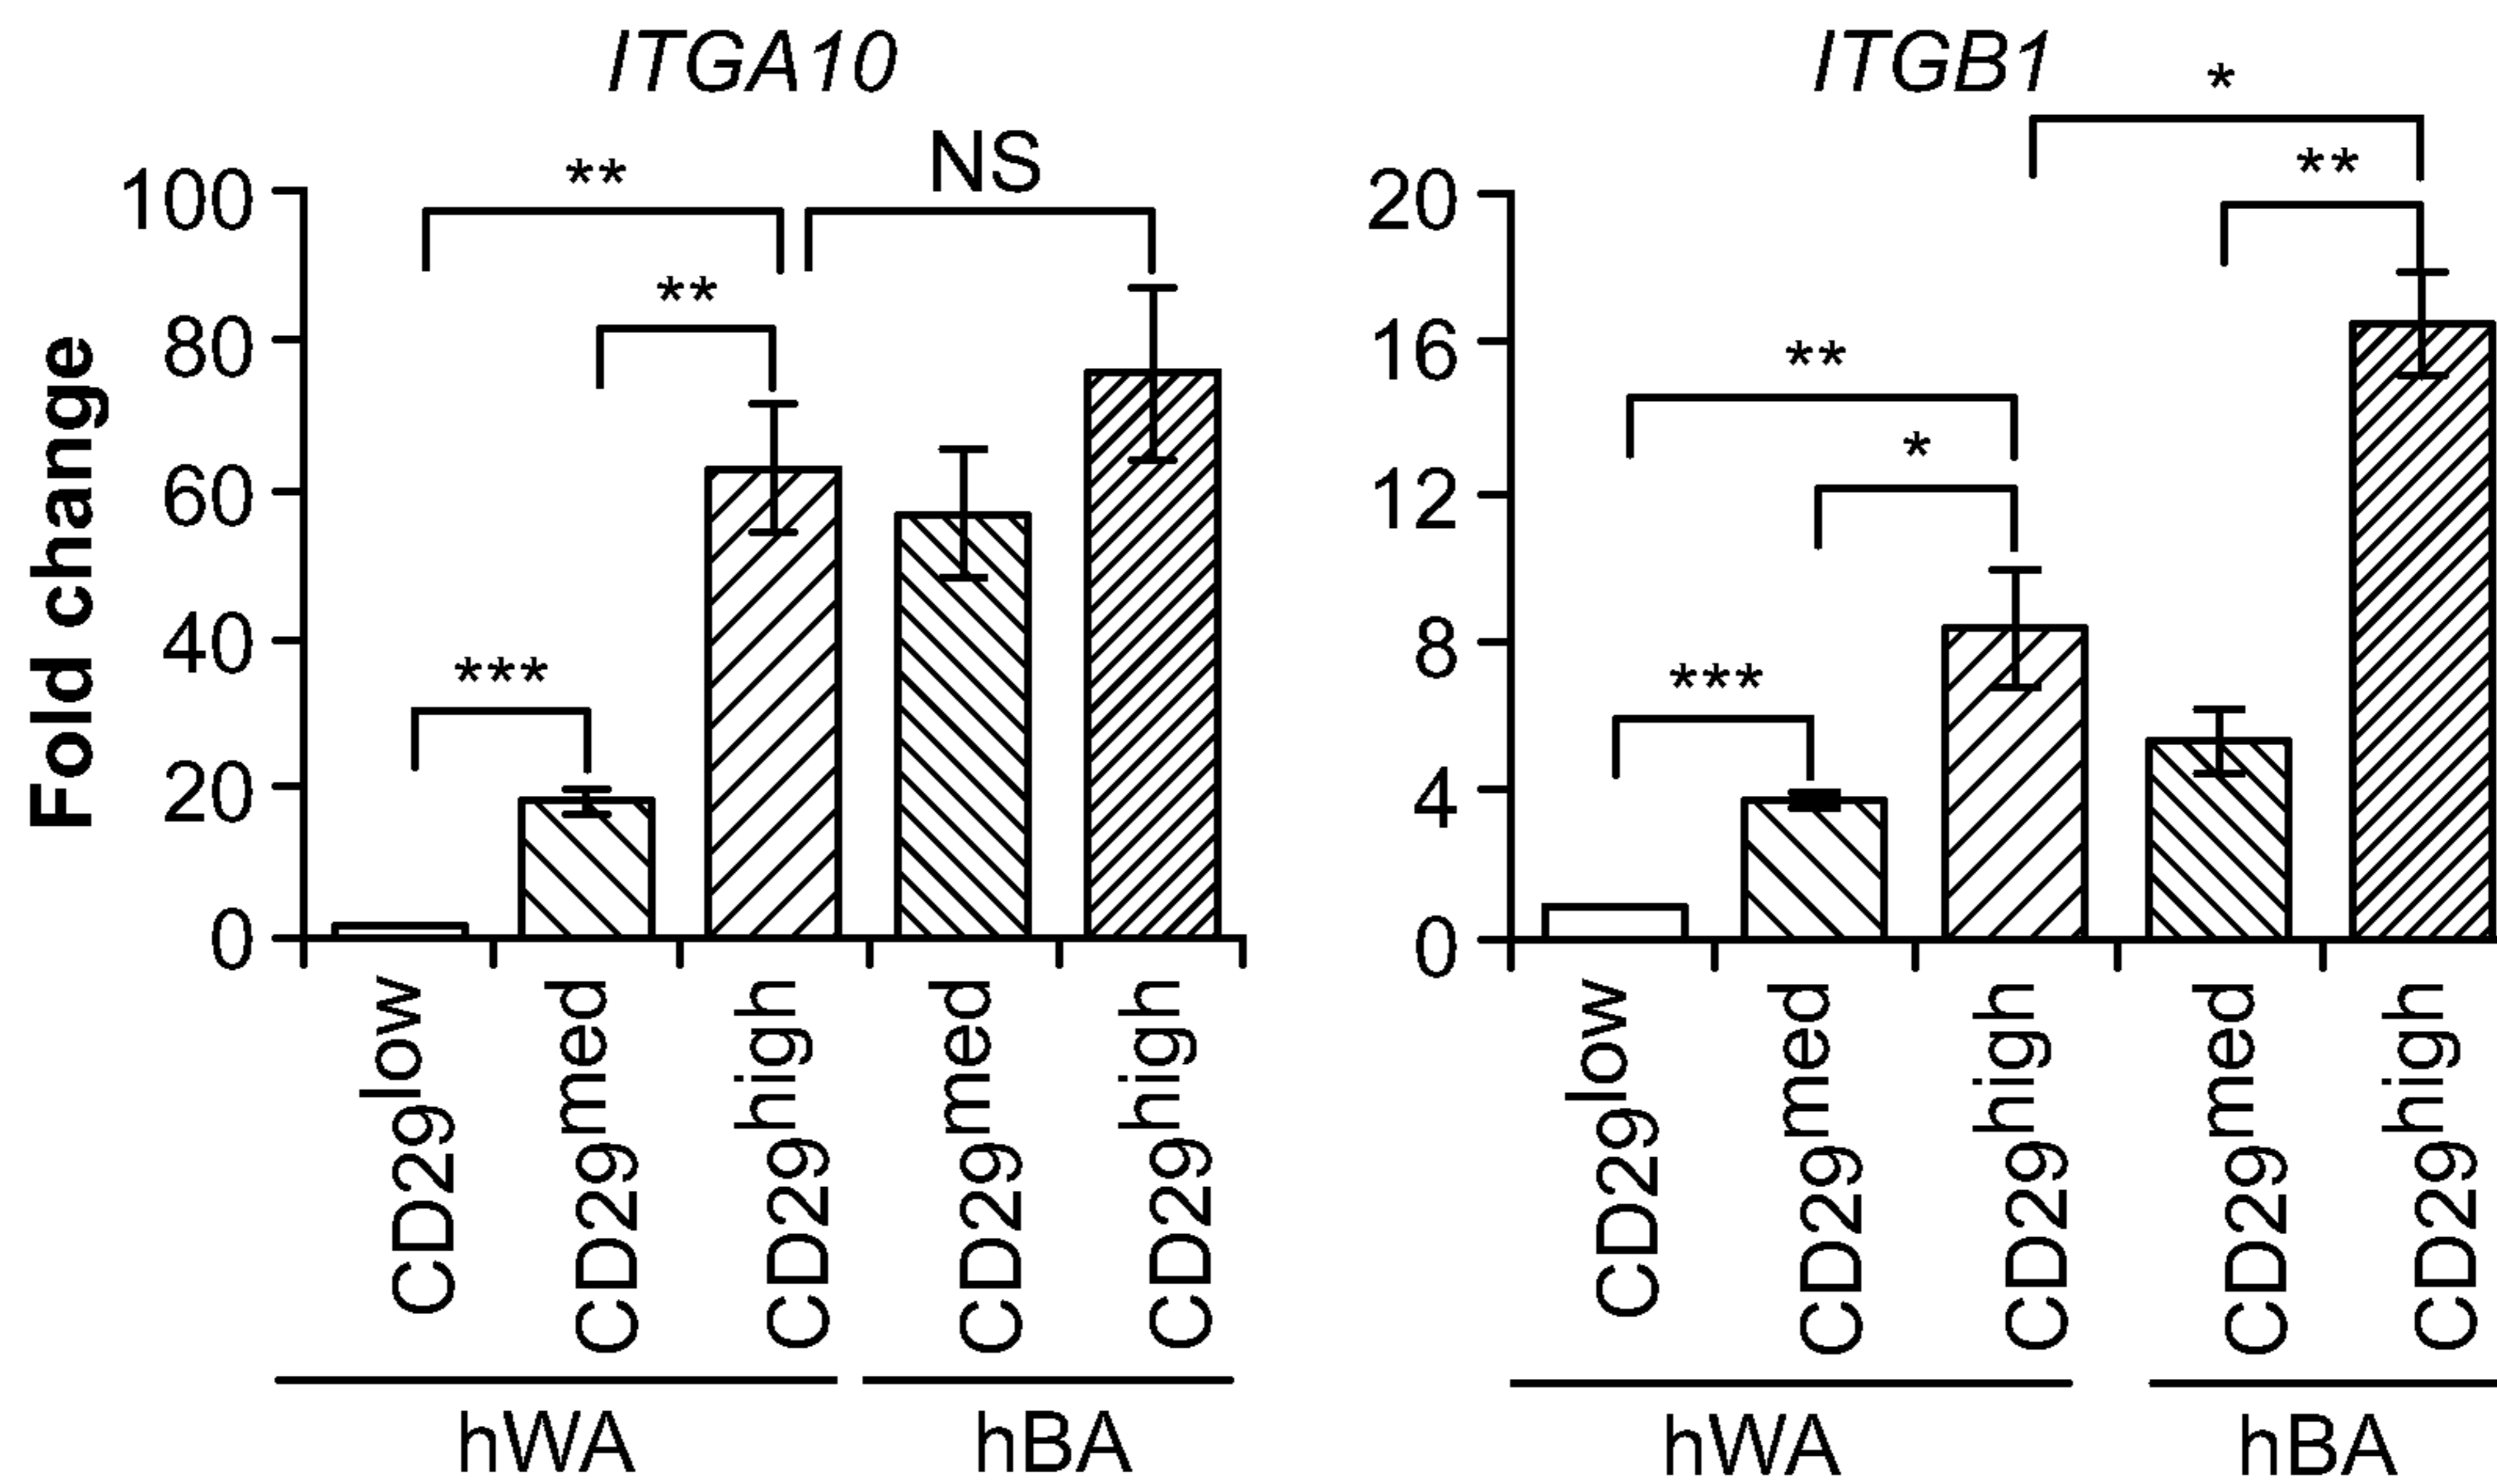 ITGA10
ITGB1
*
**
NS
**
100
80
60
40
20
0
Fold change
**
***
20
16
12
8
4
0
**
**
*
***
CD29low
CD29med
CD29high
CD29med
CD29high
CD29low
CD29med
CD29high
CD29med
CD29high
hWA
hBA
hWA
hBA